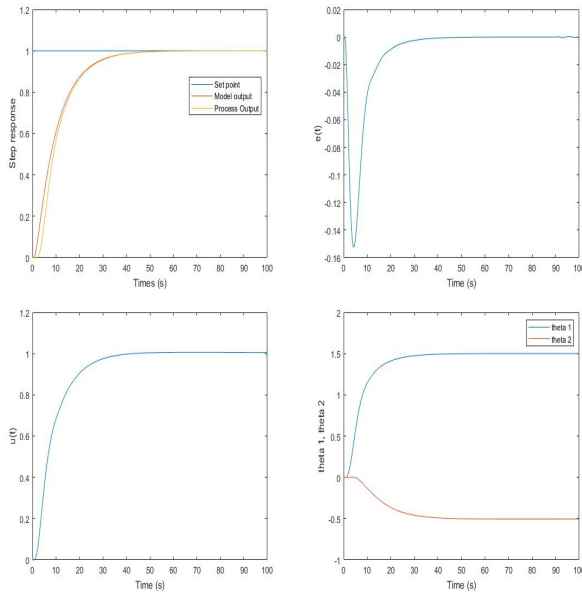 1.2
1
0.8
0.6
0.4
0.2
0
Step response
Set point
Model output
Process Output
0 10 20 30 40 50 60 70 80 90 100
Times (s)
0.02
0
-0.02
-0.04
-0.06
-0.08
-0.1
-0.12
-0.14
-0.16
e(t)
0 10 20 30 40 50 60 70 80 90 100
Time (s)
1.2
1
0.8
0.6
0.4
0.2
0
u(t)
0 10 20 30 40 50 60 70 80 90 100
Time (s)
2
1.5
1
0.5
0
-0.5
-1
theta 1, theta 2
theta 1
theta 2
0 10 20 30 40 50 60 70 80 90 100
Time (s)